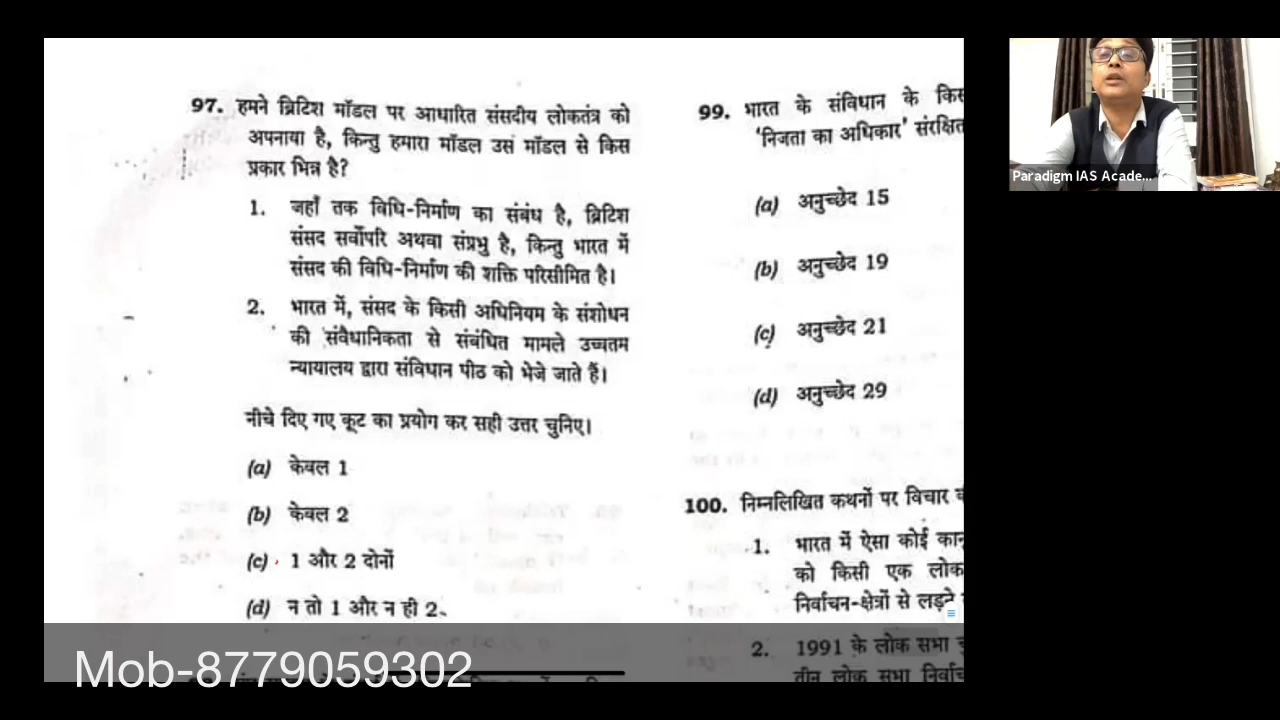 97. हमने ब्रिटिश मॉडल पर आधारित संसदीय लोकतंत्र को
अपनाया है, किन्तु हमारा मॉडल उस मॉडल से किस
प्रकार भिन्न है?
1. जहाँ तक विधि-निर्माण का संबंध है, ब्रिटिश
संसद सर्वोपरि अथवा संप्रभु है, किन्तु भारत में
संसद की विधि-निर्माण की शक्ति परिसीमित है।
2. भारत में, संसद के किसी अधिनियम के संशोधन
की संवैधानिकता से संबंधित मामले उच्चतम
न्यायालय द्वारा संविधान पीठ को भेजे जाते हैं।
नीचे दिए गए कूट का प्रयोग कर सही उत्तर चुनिए।
(a) केवल 1
(b) केवल 2
(c) 1 और 2 दोनों
(d) न तो 1 और न ही 2
99. भारत के संविधान के
'निजता का अधिकार'
(a) अनुच्छेद 15
(b) अनुच्छेद 19
(c) अनुच्छेद 21
(d) अनुच्छेद 29
100. निम्नलिखित कथनों पर विचार
1. भारत में ऐसा कोई
को किसी एक लोक
निर्वाचन-क्षेत्रों से लड़ने
2. 1991 के लोक सभा
तीन लोक सभा
Mob-8779059302
Paradigm IAS Acade...